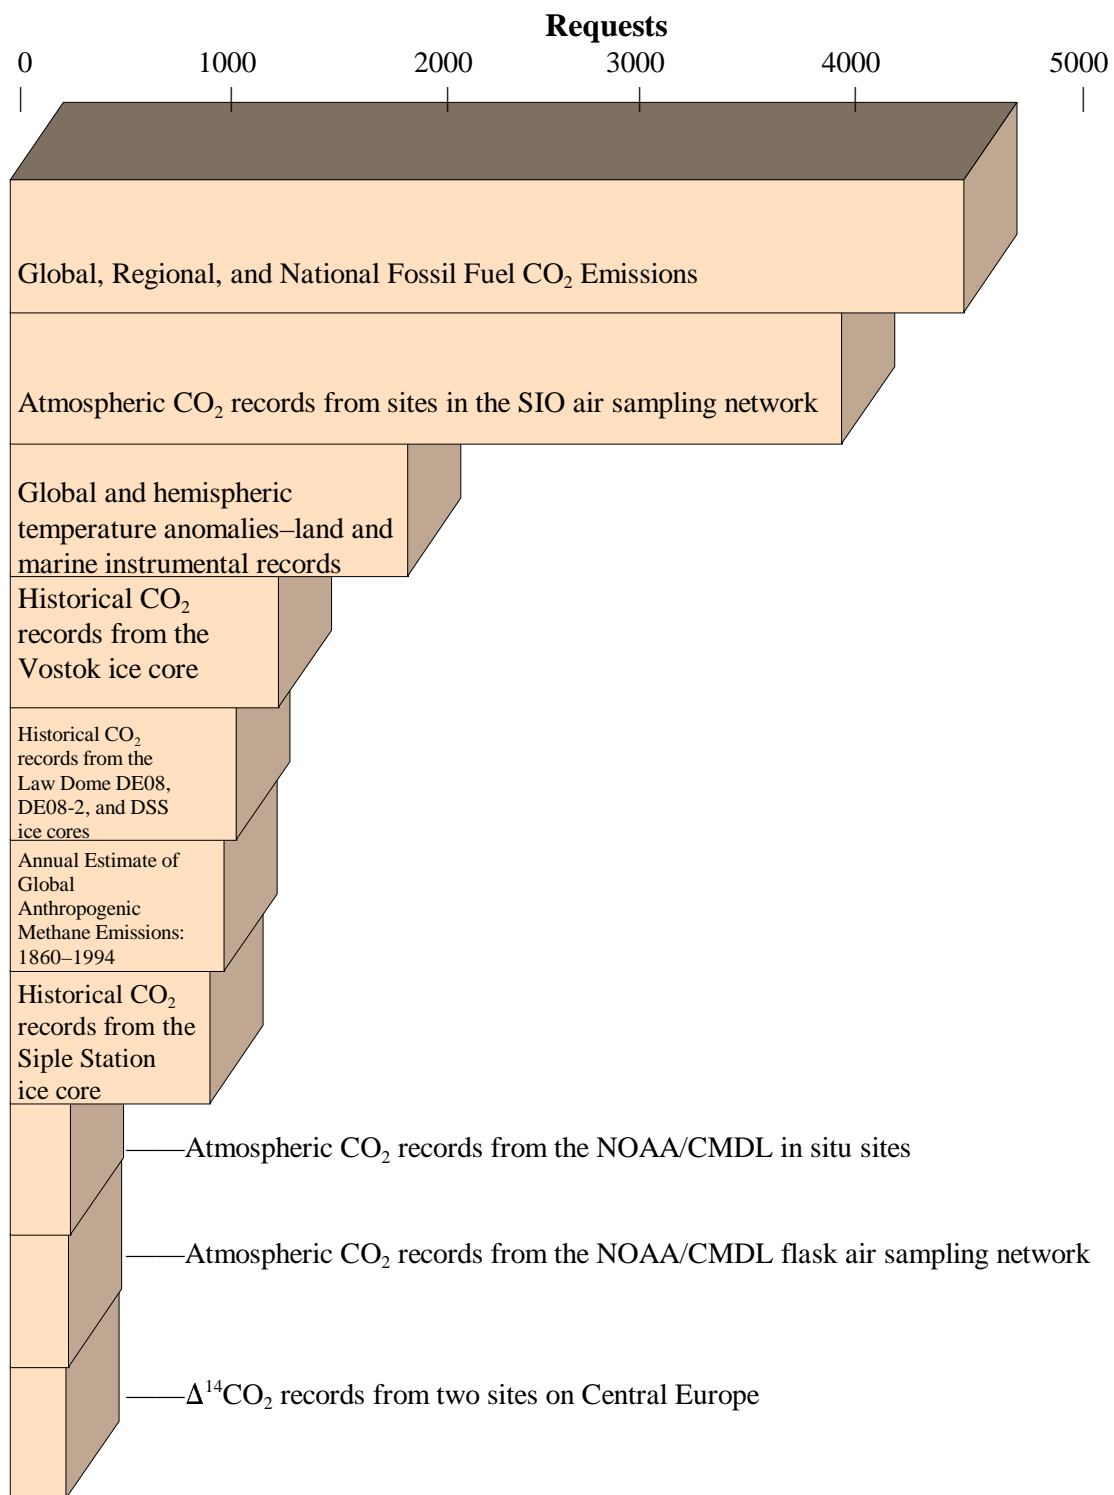 Requests
0 1000 2000 3000 4000 5000
Global, Regional, and National Fossil Fuel CO₂ Emissions
Atmospheric CO₂ records from sites in the SIO air sampling network
Global and hemispheric
temperature anomalies–land and
marine instrumental records
Historical CO₂
records from the
Vostok ice core
Historical CO₂
records from the
Law Dome DE08,
DE08-2, and DSS
ice cores
Annual Estimate of
Global
Anthropogenic
Methane Emissions:
1860–1994
Historical CO₂
records from the
Siple Station
ice core
Atmospheric CO₂ records from the NOAA/CMDL in situ sites
Atmospheric CO₂ records from the NOAA/CMDL flask air sampling network
Δ¹⁴CO₂ records from two sites on Central Europe